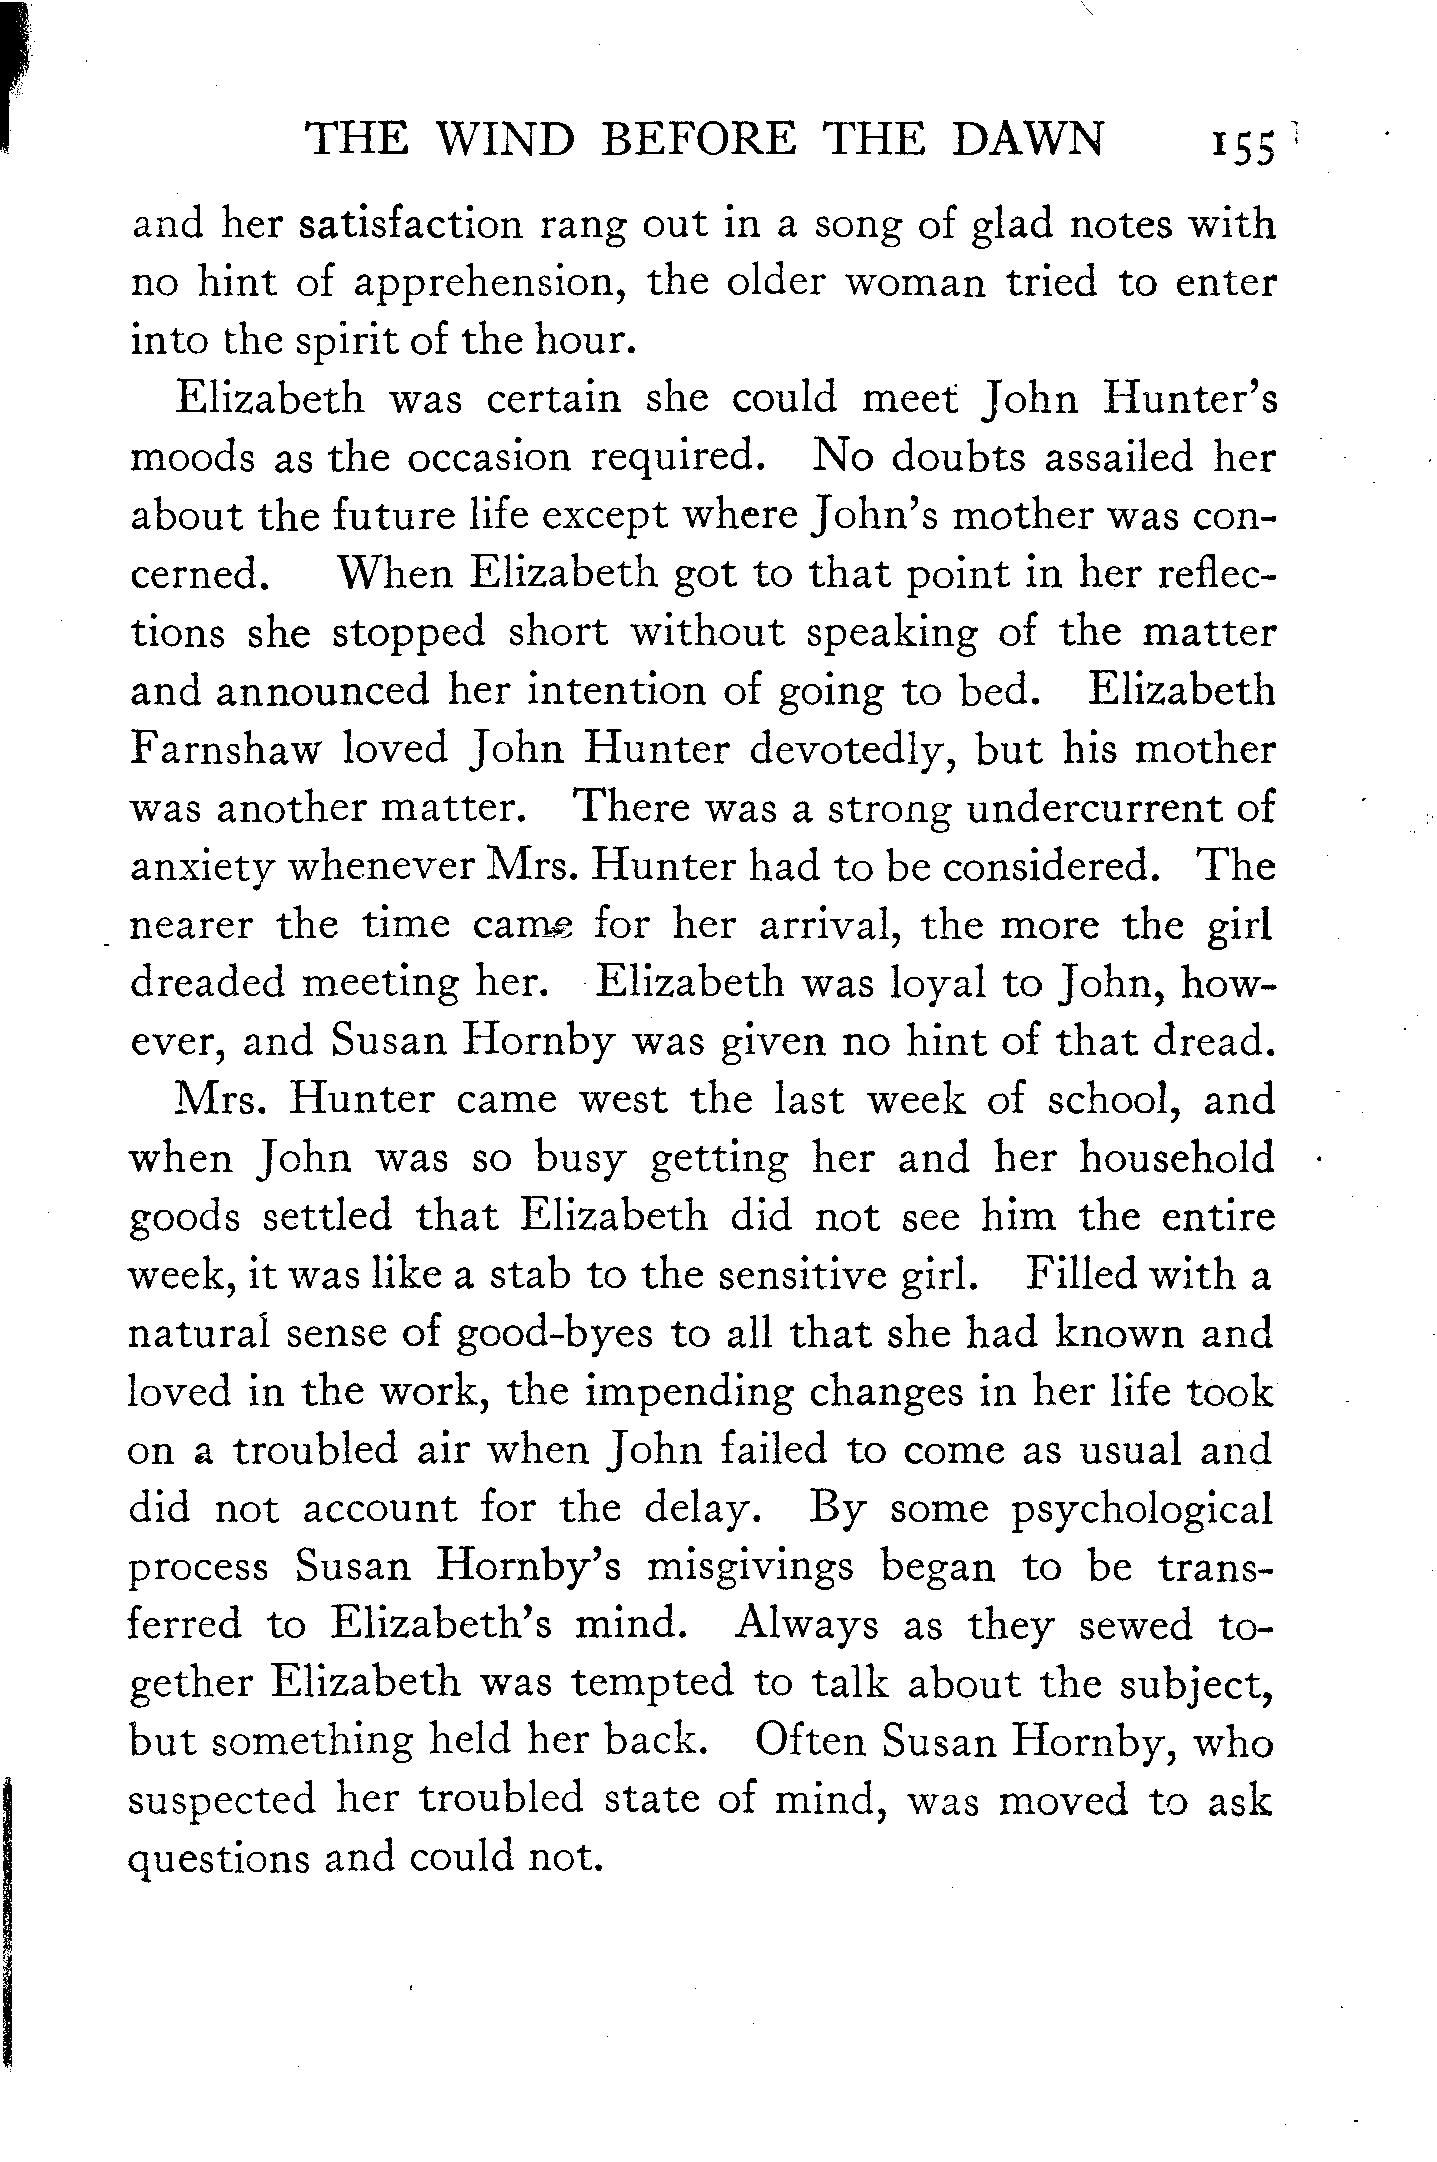 THE WIND BEFORE THE DAWN 155
and her satisfaction rang out in a song of glad notes with
no hint of apprehension, the older woman tried to enter
into the spirit of the hour.
Elizabeth was certain she could meet John Hunter's
moods as the occasion required. No doubts assailed her
about the future life except where John's mother was con-
cerned. When Elizabeth got to that point in her reflec-
tions she stopped short without speaking of the matter
and announced her intention of going to bed. Elizabeth
Farnshaw loved John Hunter devotedly, but his mother
was another matter. There was a strong undercurrent of
anxiety whenever Mrs. Hunter had to be considered. The
nearer the time came for her arrival, the more the girl
dreaded meeting her. Elizabeth was loyal to John, how-
ever, and Susan Hornby was given no hint of that dread.
Mrs. Hunter came west the last week of school, and
when John was so busy getting her and her household
goods settled that Elizabeth did not see him the entire
week, it was like a stab to the sensitive girl. Filled with a
natural sense of good-byes to all that she had known and
loved in the work, the impending changes in her life took
on a troubled air when John failed to come as usual and
did not account for the delay. By some psychological
process Susan Hornby's misgivings began to be trans-
ferred to Elizabeth's mind. Always as they sewed to-
gether Elizabeth was tempted to talk about the subject,
but something held her back. Often Susan Hornby, who
suspected her troubled state of mind, was moved to ask
questions and could not.